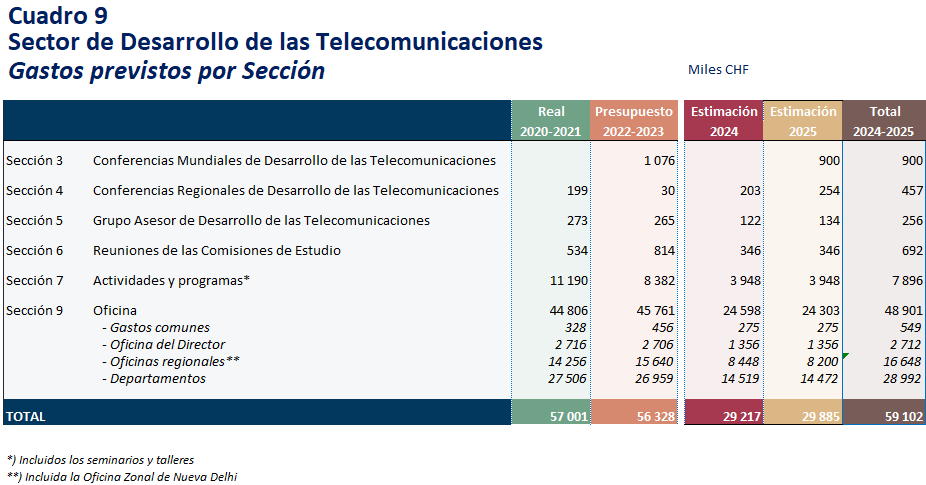 Cuadro 9
Sector de Desarrollo de las Telecomunicaciones
Gastos previstos por Sección
Miles CHF
Real Presupuesto Estimación Estimación Total
2020-2021 2022-2023 2024 2025 2024-2025
Sección 3 Conferencias Mundiales de Desarrollo de las Telecomunicaciones 1 076 900 900
Sección 4 Conferencias Regionales de Desarrollo de las Telecomunicaciones 199 30 203 254 457
Sección 5 Grupo Asesor de Desarrollo de las Telecomunicaciones 273 265 122 134 256
Sección 6 Reuniones de las Comisiones de Estudio 534 814 346 346 692
Sección 7 Actividades y programas* 11 190 8 382 3 948 3 948 7 896
Sección 9 Oficina 44 806 45 761 24 598 24 303 48 901
- Gastos comunes 328 456 275 275 549
- Oficina del Director 2 716 2 706 1 356 1 356 2 712
- Oficinas regionales** 14 256 15 640 8 448 8 200 16 648
- Departamentos 27 506 26 959 14 519 14 472 28 992
TOTAL 57 001 56 328 29 217 29 885 59 102
*) Incluidos los seminarios y talleres
**) Incluida la Oficina Zonal de Nueva Delhi